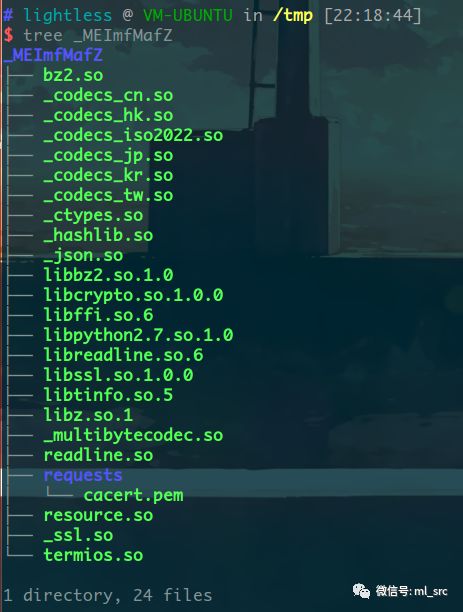 # lightless @ VM-UBUNTU in /tmp [22:18:44]
$ tree _MEImfMafZ
_MEImfMafZ
├── bz2.so
├── _codecs_cn.so
├── _codecs_hk.so
├── _codecs_iso2022.so
├── _codecs_jp.so
├── _codecs_kr.so
├── _codecs_tw.so
├── _ctypes.so
├── _hashlib.so
├── _json.so
├── libbz2.so.1.0
├── libcrypto.so.1.0.0
├── libffi.so.6
├── libpython2.7.so.1.0
├── libreadline.so.6
├── libssl.so.1.0.0
├── libtinfo.so.5
├── libz.so.1
├── _multibytecodec.so
├── readline.so
├── requests
│   └── cacert.pem
├── resource.so
├── _ssl.so
└── termios.so
1 directory, 24 files
微信号: ml_src